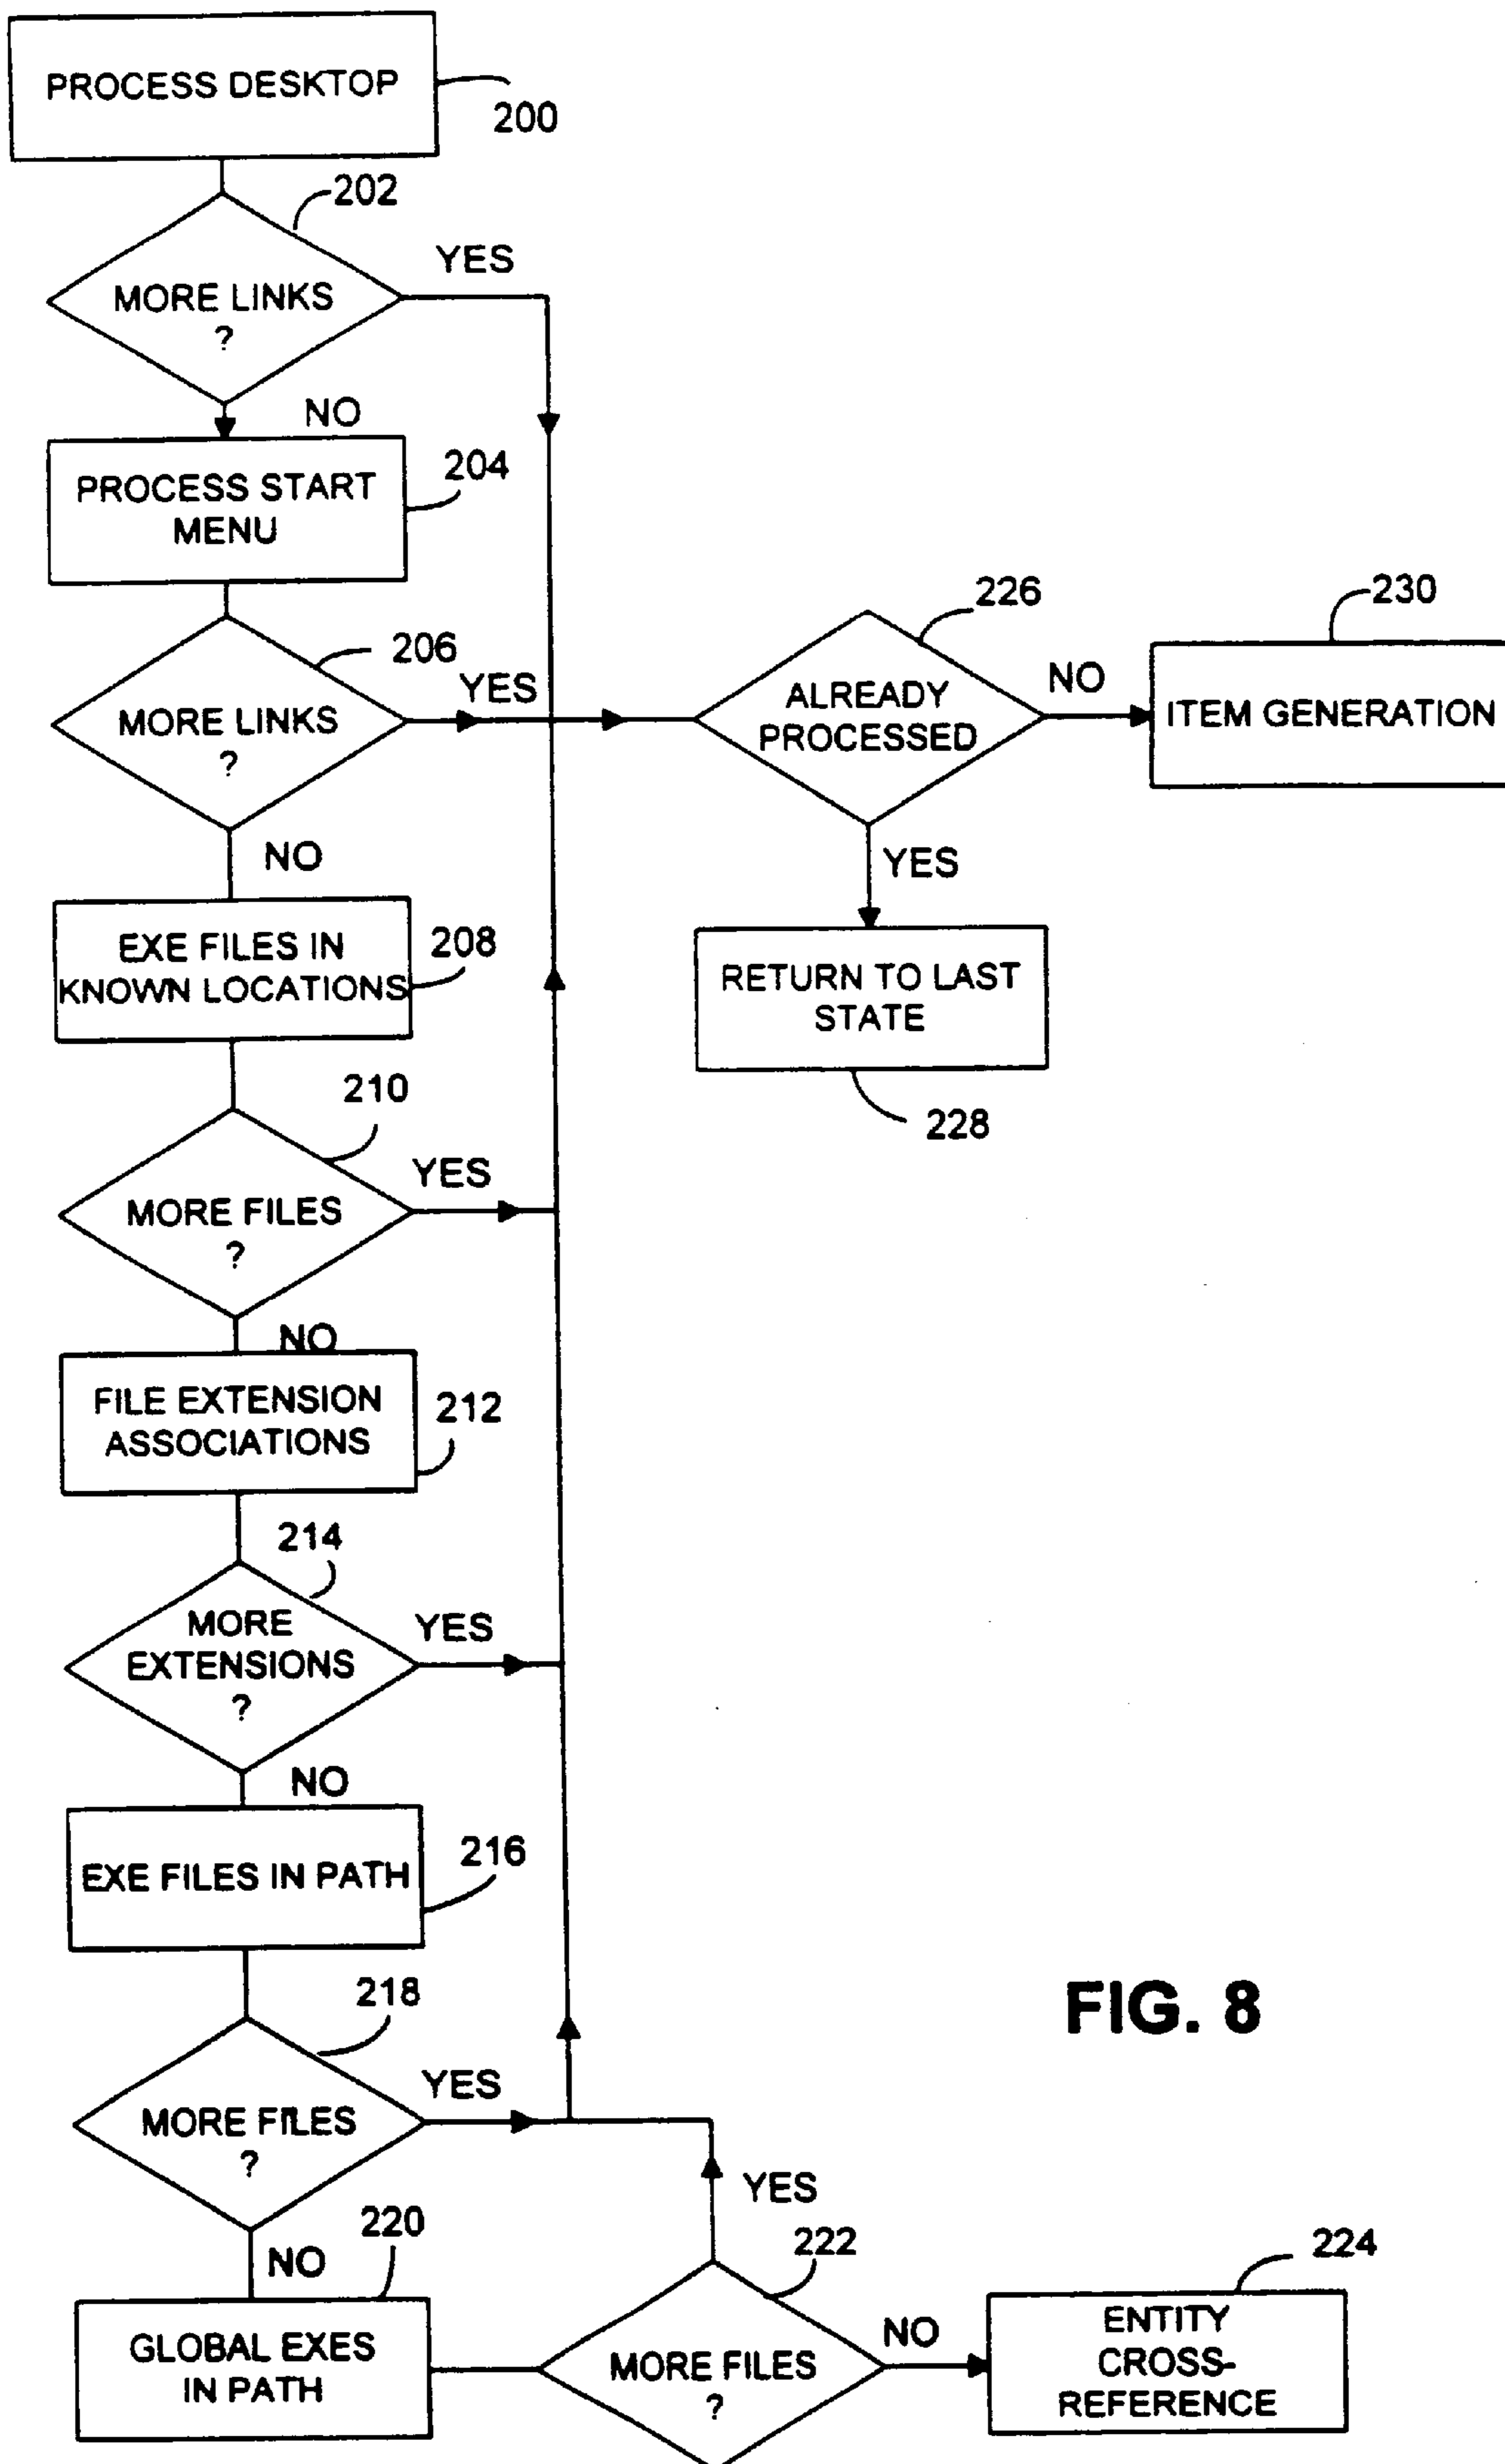 PROCESS DESKTOP
200
202
YES
MORE LINKS
?
NO
204
PROCESS START
MENU
206
YES
MORE LINKS
?
NO
226
ALREADY
PROCESSED
NO
230
ITEM GENERATION
YES
RETURN TO LAST
STATE
228
EXE FILES IN
KNOWN LOCATIONS
208
210
YES
MORE FILES
?
NO
FILE EXTENSION
ASSOCIATIONS
212
214
YES
MORE
EXTENSIONS
?
NO
EXE FILES IN PATH
216
218
YES
MORE FILES
?
NO
220
GLOBAL EXES
IN PATH
YES
222
MORE FILES
?
NO
224
ENTITY
CROSS-
REFERENCE
FIG. 8